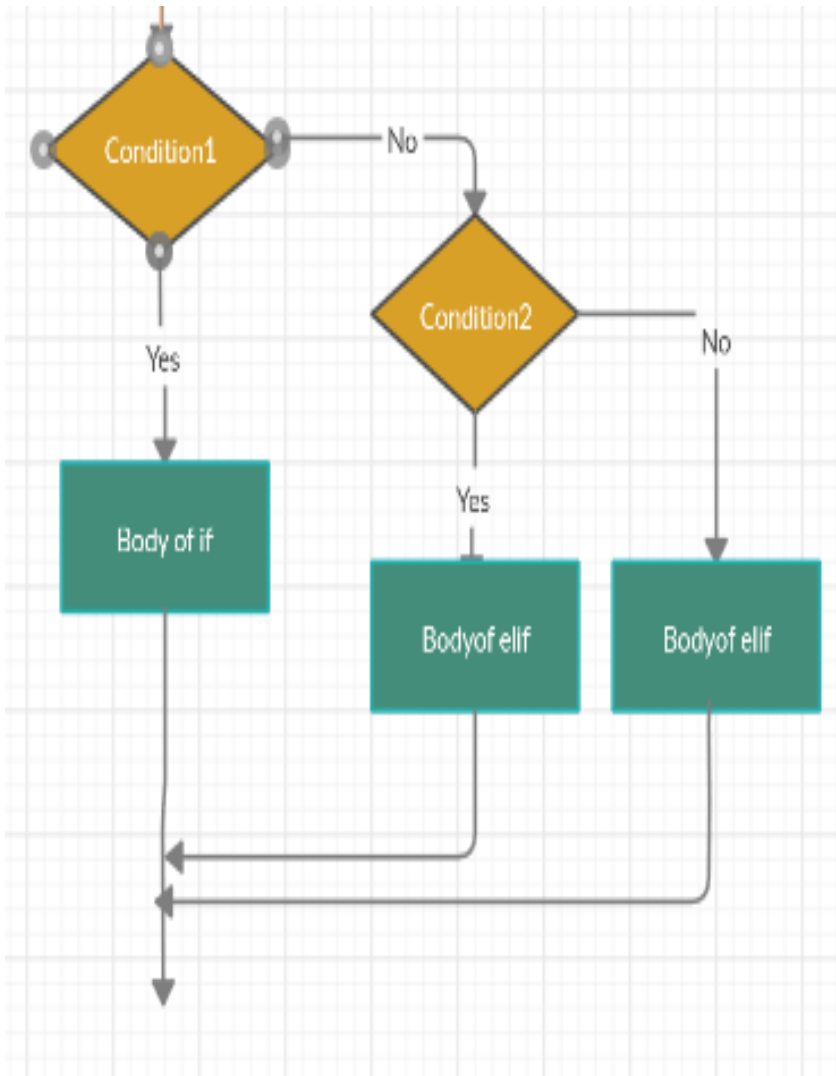 Condition1
No
Condition2
No
Yes
Yes
Body of if
Bodyof elif
Bodyof elif